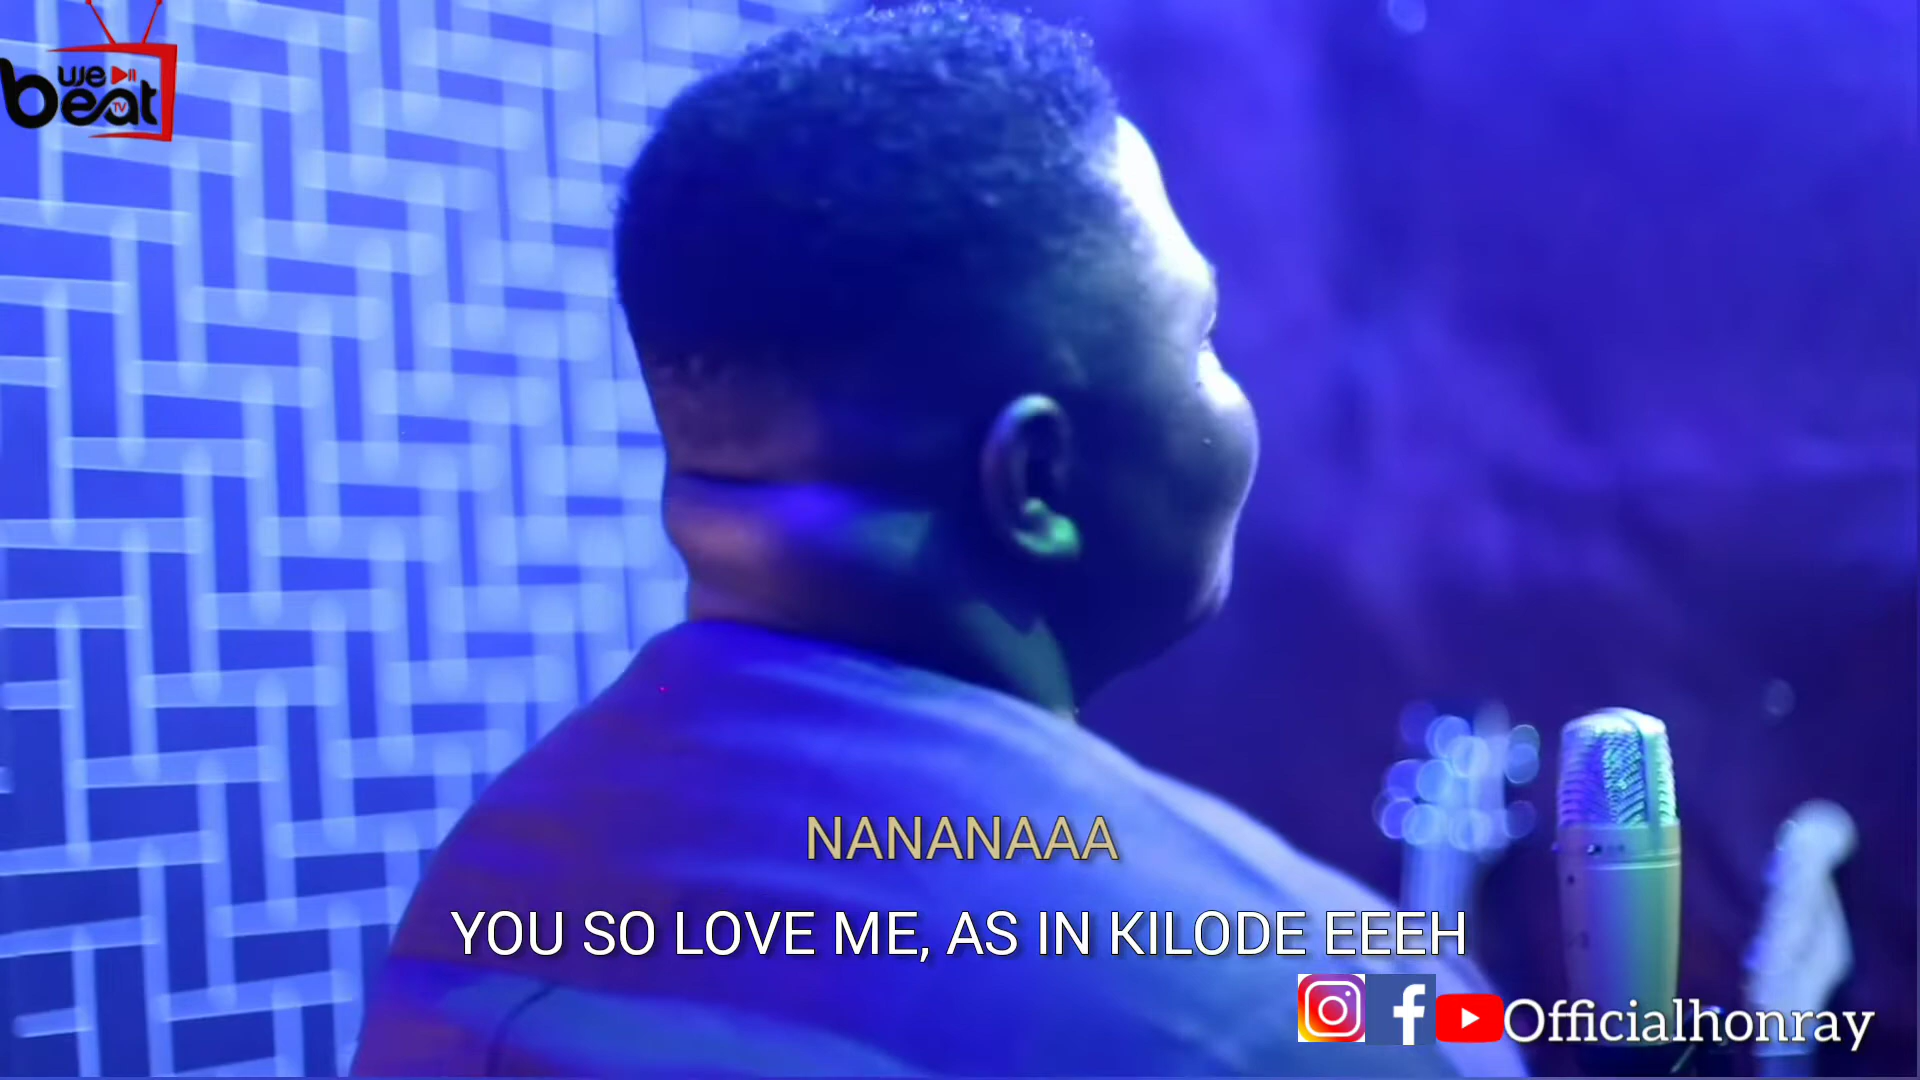 we
beat
TV
NANANAAA
YOU SO LOVE ME, AS IN KILODE EEEH
Officialhonray